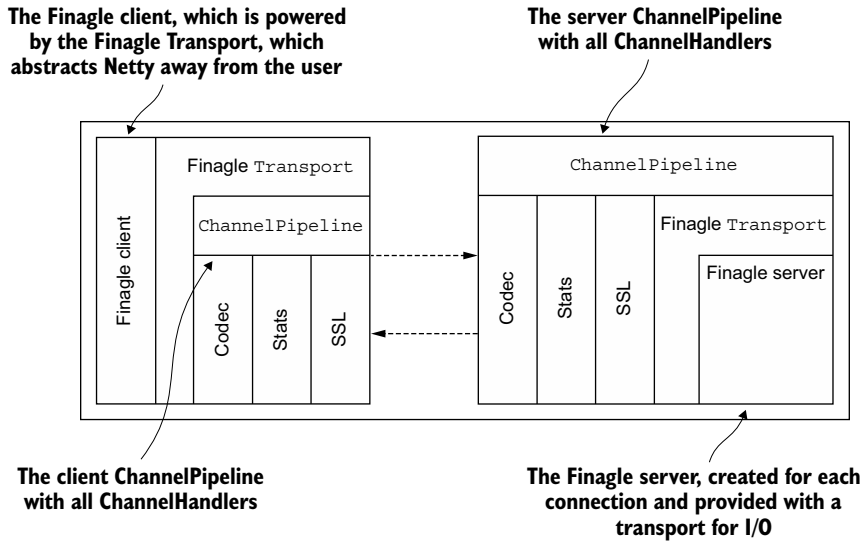 The Finagle client, which is powered
by the Finagle Transport, which
abstracts Netty away from the user
The server ChannelPipeline
with all ChannelHandlers
Finagle client
Finagle Transport
ChannelPipeline
Codec
Stats
SSL
ChannelPipeline
Codec
Stats
SSL
Finagle Transport
Finagle server
The client ChannelPipeline
with all ChannelHandlers
The Finagle server, created for each
connection and provided with a
transport for I/O